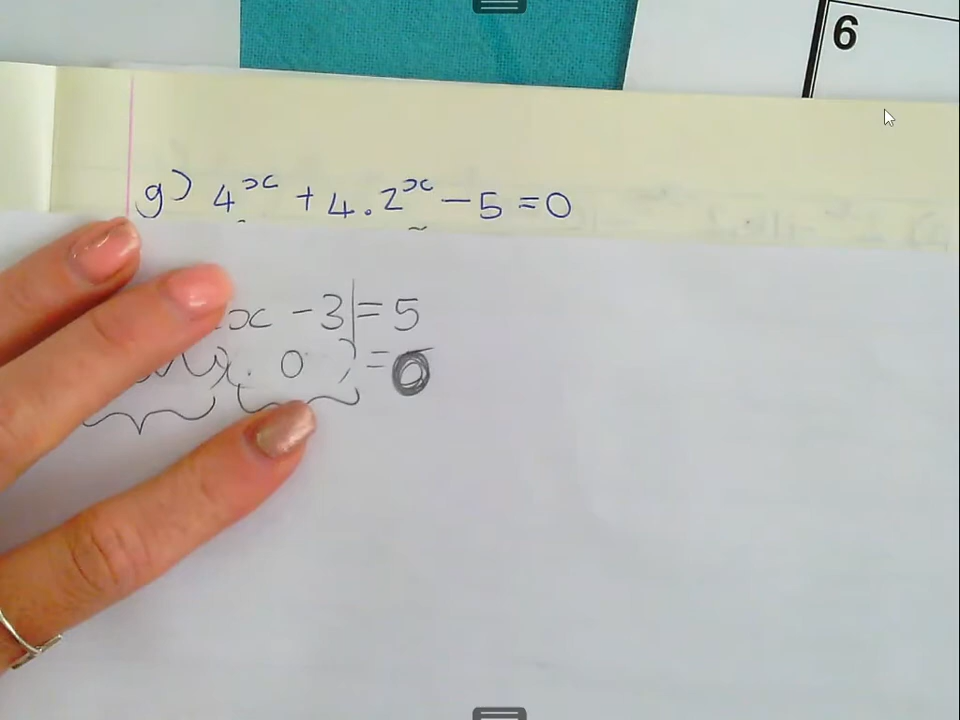 6
g) 4^x + 4.2^x - 5 = 0
x - 3 | = 5
0 ) = 0